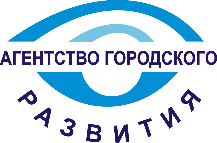 АГЕНТСТВО ГОРОДСКОГО
РАЗВИТИЯ